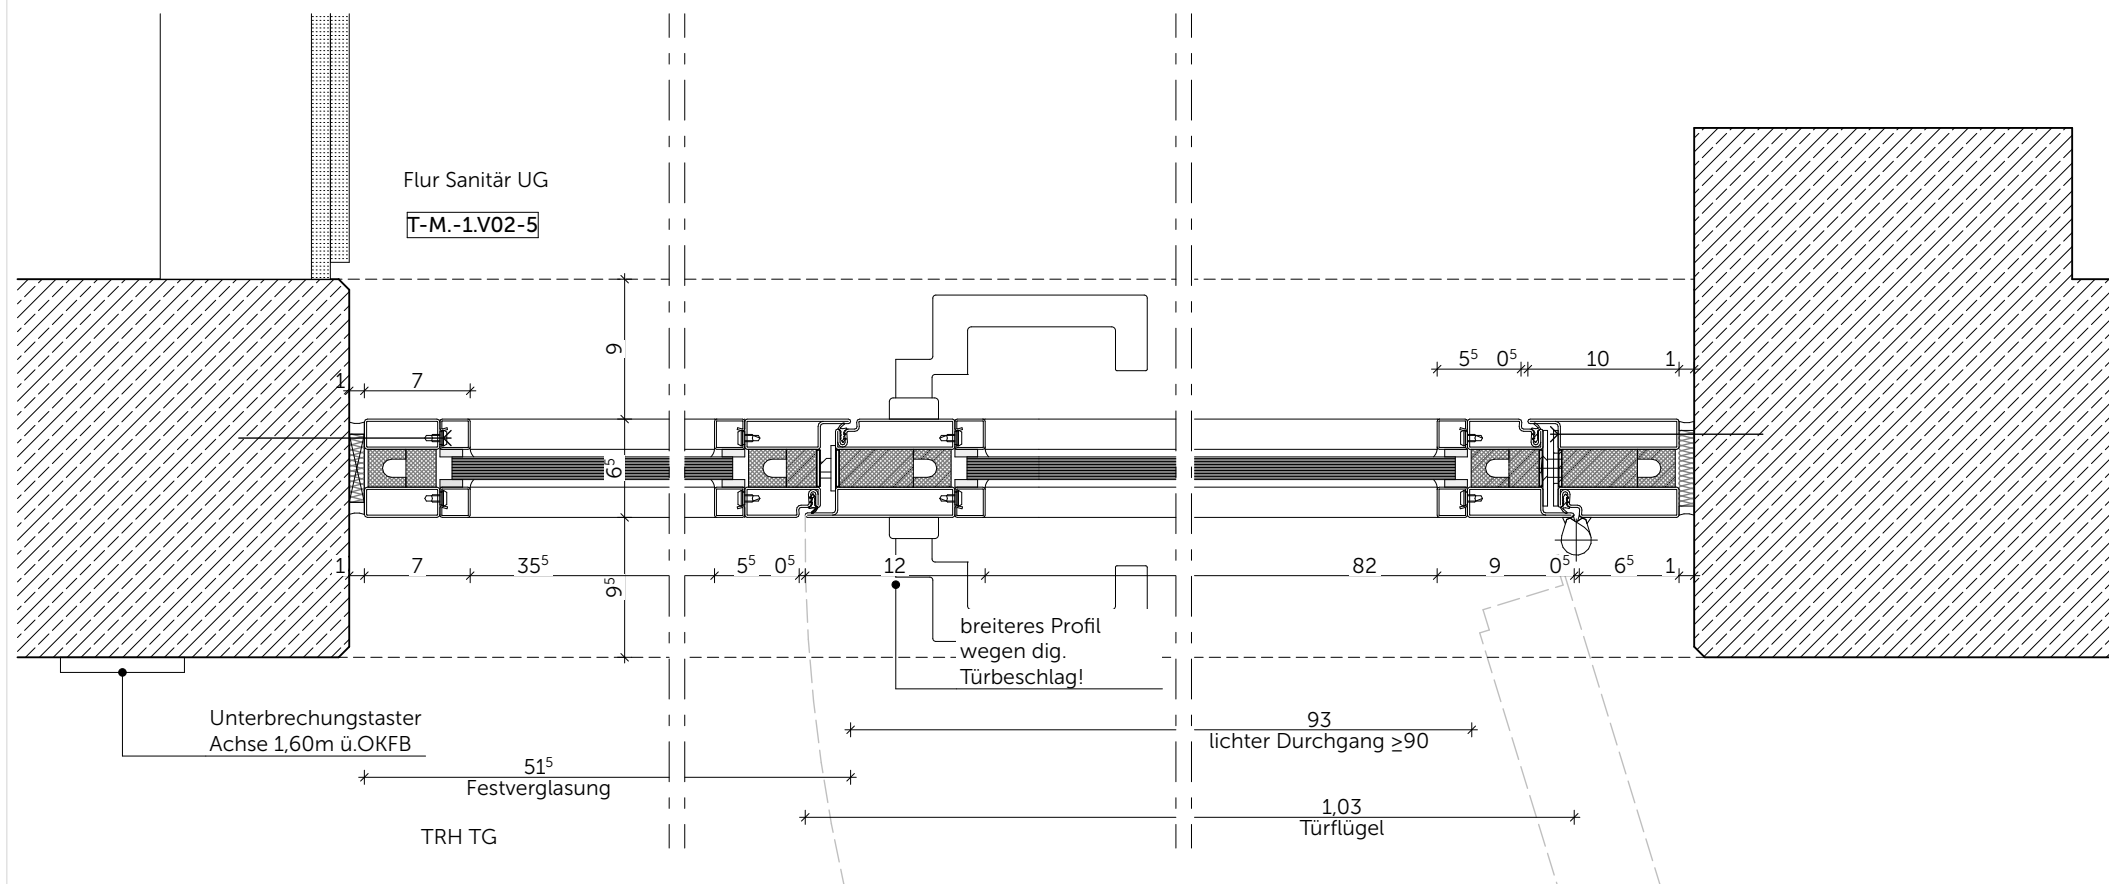 Flur Sanitär UG
T-M.-1.V02-5
9
1
7
5⁵
0⁵
10
1
6⁵
1
7
35⁵
5⁵
0⁵
12
82
9
0⁵
6⁵
1
9⁵
breiteres Profil
wegen dig.
Türbeschlag!
Unterbrechungstaster
Achse 1,60m ü.OKFB
93
lichter Durchgang ≥90
51⁵
Festverglasung
1,03
Türflügel
TRH TG